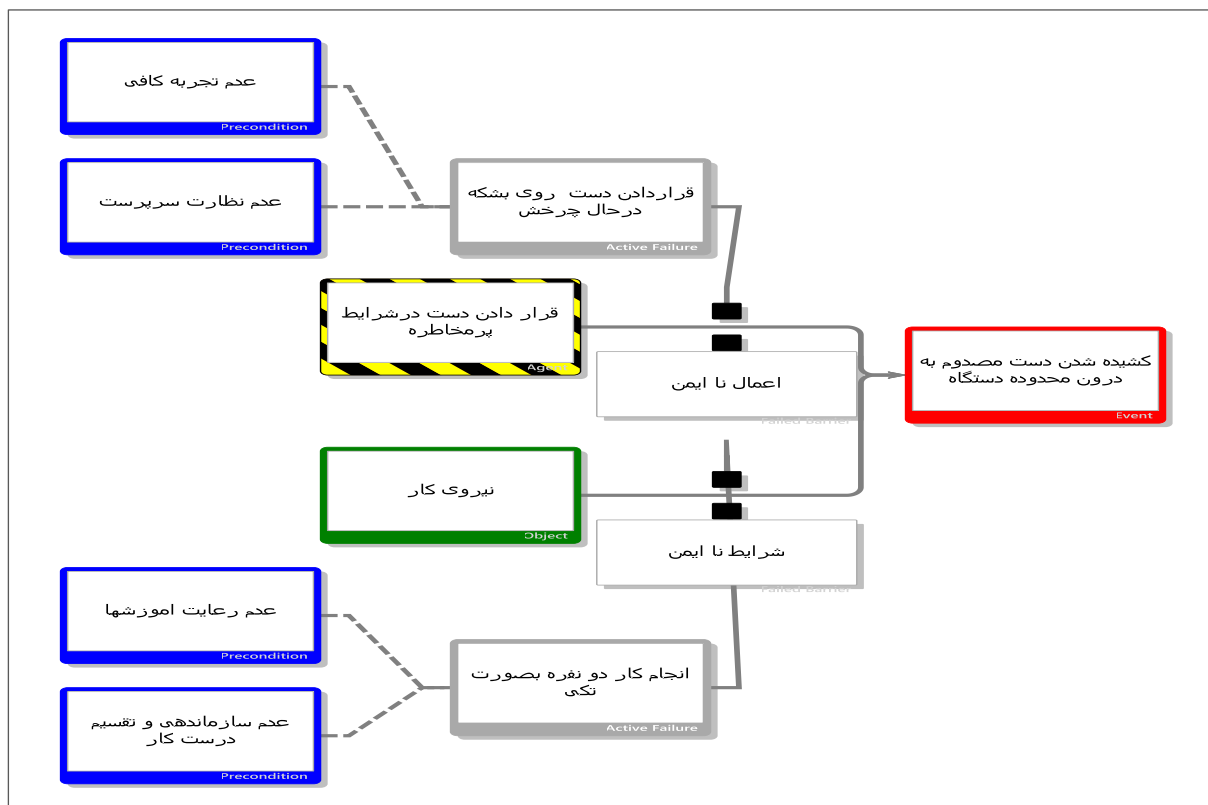 عدم تجربه کافی
Precondition
عدم نظارت سرپرست
Precondition
قراردادن دست روی بشکه
درحال چرخش
Active Failure
قرار دادن دست درشرایط
پرمخاطره
Agent
اعمال نا ایمن
Failed Barrier
کشیده شدن دست مصدوم به
درون محدوده دستگاه
Event
نیروی کار
Object
شرایط نا ایمن
Failed Barrier
عدم رعایت اموزشها
Precondition
انجام کار دو نفره بصورت
تکی
Active Failure
عدم سازماندهی و تقسیم
درست کار
Precondition